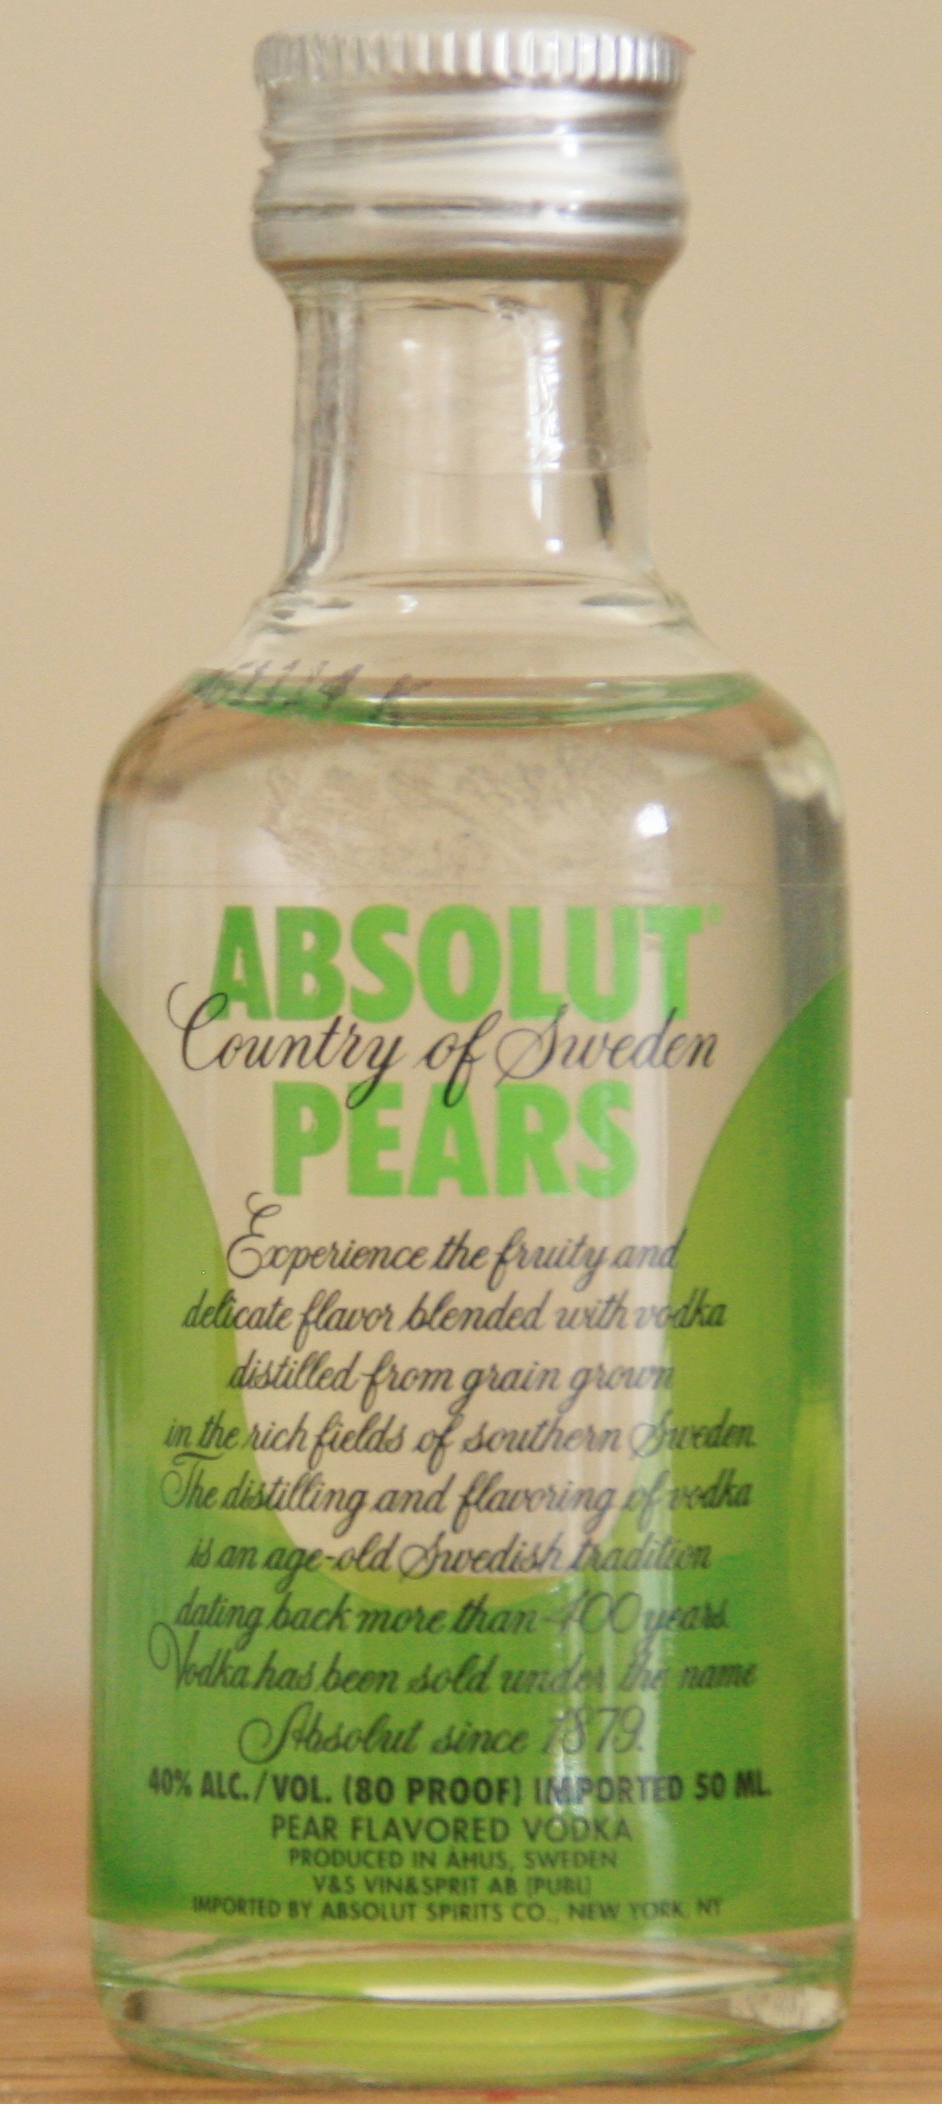 ABSOLUT
Country of Sweden
PEARS
Experience the fruity and
delicate flavor blended with vodka
distilled from grain grown
in the rich fields of southern Sweden.
The distilling and flavoring of vodka
is an age-old Swedish tradition
dating back more than 400 years.
Vodka has been sold under the name
Absolut since 1879.
40% ALC./VOL. (80 PROOF) IMPORTED 50 ML.
PEAR FLAVORED VODKA
PRODUCED IN ÅHUS, SWEDEN
V&S VIN&SPRIT AB (PUBL)
IMPORTED BY ABSOLUT SPIRITS CO., NEW YORK, NY